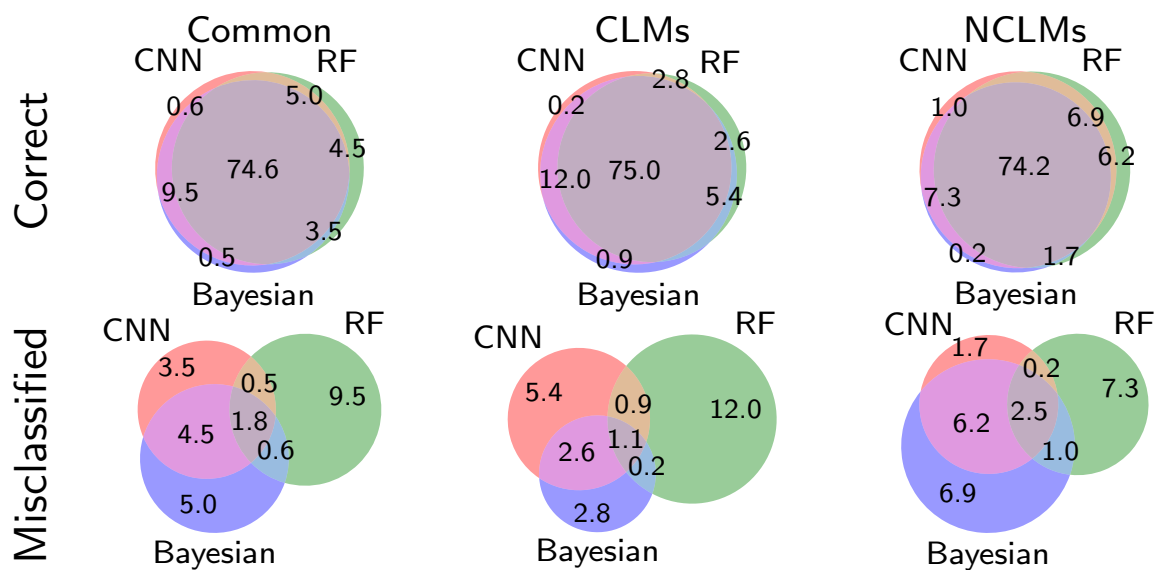 Common
CLMs
NCLMs
Correct
CNN
RF
5.0
0.6
4.5
74.6
9.5
3.5
0.5
Bayesian
CNN
RF
2.8
0.2
2.6
75.0
12.0
5.4
0.9
Bayesian
CNN
RF
1.0
6.9
6.2
74.2
7.3
0.2
1.7
Bayesian
Misclassified
CNN
RF
3.5
0.5
9.5
1.8
4.5
0.6
5.0
Bayesian
CNN
RF
5.4
0.9
12.0
1.1
2.6
0.2
2.8
Bayesian
CNN
RF
1.7
0.2
7.3
2.5
6.2
1.0
6.9
Bayesian